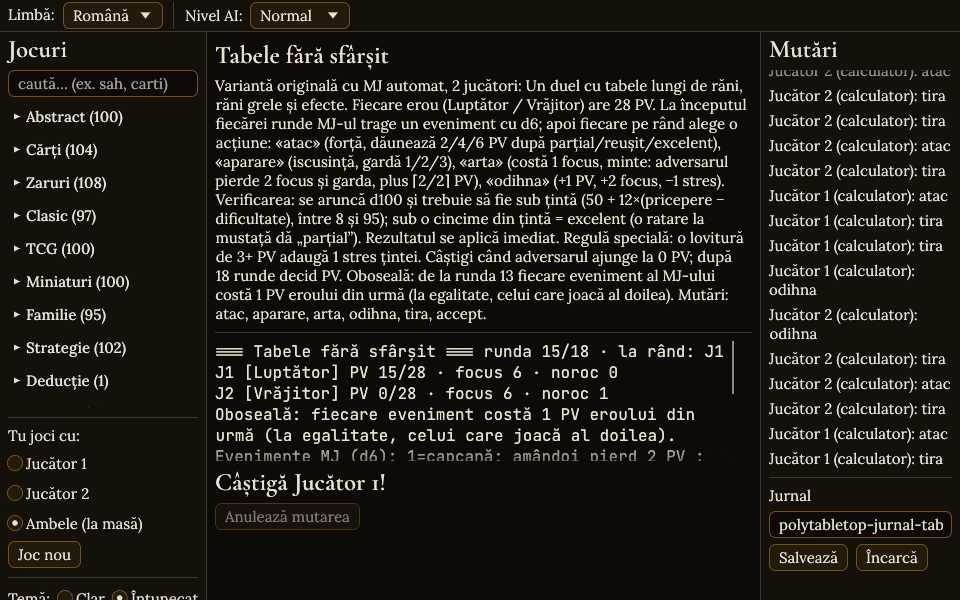 Limbă: Română ▼ Nivel AI: Normal ▼
Jocuri
caută... (ex. sah, carti)
▸ Abstract (100)
▸ Cărți (104)
▸ Zaruri (108)
▸ Clasic (97)
▸ TCG (100)
▸ Miniaturi (100)
▸ Familie (95)
▸ Strategie (102)
▸ Deducție (1)
Tu joci cu:
Jucător 1
Jucător 2
Ambele (la masă)
Joc nou
Temă: Clar Întunecat
Tabele fără sfârșit
Variantă originală cu MJ automat, 2 jucători: Un duel cu tabele lungi de răni,
răni grele și efecte. Fiecare erou (Luptător / Vrăjitor) are 28 PV. La începutul
fiecărei runde MJ-ul trage un eveniment cu d6; apoi fiecare pe rând alege o
acțiune: «atac» (forță, dăunează 2/4/6 PV după parțial/reușit/excelent),
«aparare» (iscusință, gardă 1/2/3), «arta» (costă 1 focus, minte: adversarul
pierde 2 focus și garda, plus ⌈2/2⌉ PV), «odihna» (+1 PV, +2 focus, −1 stres).
Verificarea: se aruncă d100 și trebuie să fie sub țintă (50 + 12×(pricepere −
dificultate), între 8 și 95); sub o cincime din țintă = excelent (o ratare la
mustață dă „parțial”). Rezultatul se aplică imediat. Regulă specială: o lovitură
de 3+ PV adaugă 1 stres țintei. Câștigi când adversarul ajunge la 0 PV; după
18 runde decid PV. Oboseală: de la runda 13 fiecare eveniment al MJ-ului
costă 1 PV eroului din urmă (la egalitate, celui care joacă al doilea). Mutări:
atac, aparare, arta, odihna, tira, accept.
═══ Tabele fără sfârșit ═══ runda 15/18 · la rând: J1
J1 [Luptător] PV 15/28 · focus 6 · noroc 0
J2 [Vrăjitor] PV 0/28 · focus 6 · noroc 1
Oboseală: fiecare eveniment costă 1 PV eroului din
urmă (la egalitate, celui care joacă al doilea).
Evenimente MJ (d6): 1=capcană: amândoi pierd 2 PV ;
Câștigă Jucător 1!
Anulează mutarea
Mutări
Jucător 2 (calculator): atac
Jucător 2 (calculator): tira
Jucător 2 (calculator): tira
Jucător 2 (calculator): atac
Jucător 2 (calculator): tira
Jucător 1 (calculator): atac
Jucător 1 (calculator): tira
Jucător 1 (calculator): tira
Jucător 1 (calculator):
odihna
Jucător 2 (calculator):
odihna
Jucător 2 (calculator): tira
Jucător 2 (calculator): atac
Jucător 2 (calculator): tira
Jucător 1 (calculator): atac
Jucător 1 (calculator): tira
Jurnal
polytabletop-jurnal-tab
Salvează Încarcă